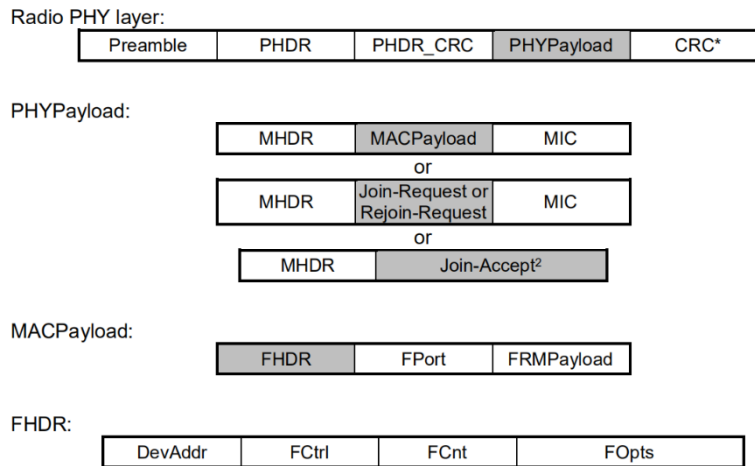 Radio PHY layer:
Preamble PHDR PHDR_CRC PHYPayload CRC*
PHYPayload:
MHDR MACPayload MIC
or
MHDR Join-Request or Rejoin-Request MIC
or
MHDR Join-Accept²
MACPayload:
FHDR FPort FRMPayload
FHDR:
DevAddr FCtrl FCnt FOpts